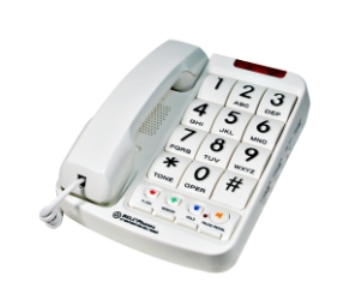 1 2 3
ABC DEF
4 5 6
GHI JKL MNO
7 8 9
PQRS TUV WXYZ
* 0 #
TONE OPER